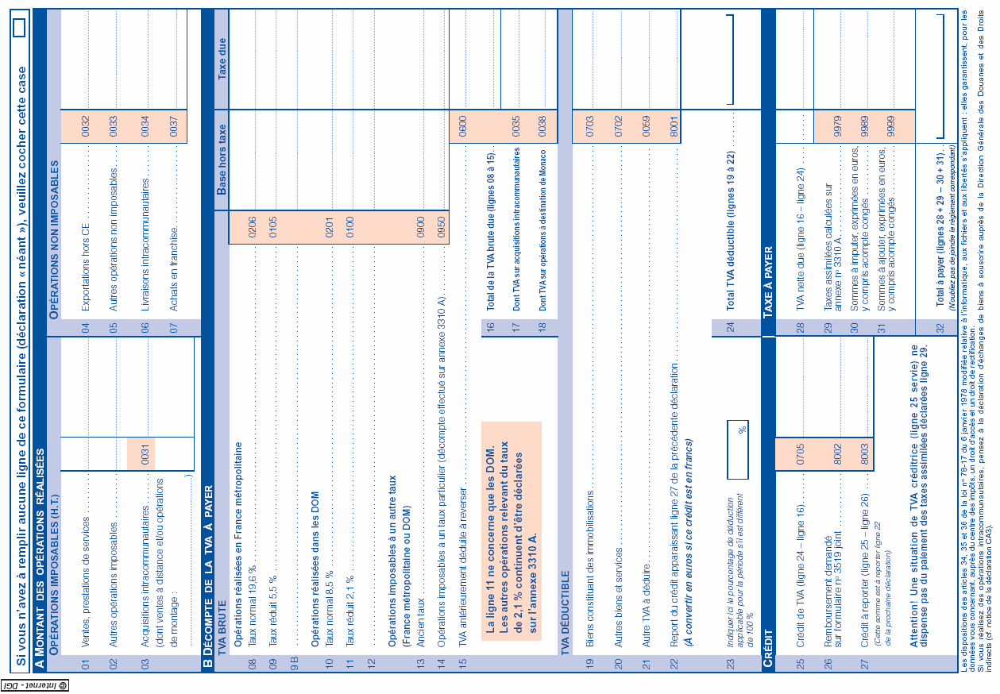 Si vous n'avez à remplir aucune ligne de ce formulaire (déclaration « néant »), veuillez cocher cette case
A MONTANT DES OPÉRATIONS RÉALISÉES
OPÉRATIONS IMPOSABLES (H.T.)
01 Ventes, prestations de services
02 Autres opérations imposables
03 Acquisitions intracommunautaires 0031
(dont ventes à distance et/ou opérations
de montage : )
OPÉRATIONS NON IMPOSABLES
04 Exportations hors CE 0032
05 Autres opérations non imposables 0033
06 Livraisons intracommunautaires 0034
07 Achats en franchise 0037
B DÉCOMPTE DE LA TVA À PAYER
TVA BRUTE Base hors taxe Taxe due
Opérations réalisées en France métropolitaine
08 Taux normal 19,6 % 0206
09 Taux réduit 5,5 % 0105
9 B
Opérations réalisées dans les DOM
10 Taux normal 8,5 % 0201
11 Taux réduit 2,1 % 0100
12
Opérations imposables à un autre taux
(France métropolitaine ou DOM)
13 Ancien taux 0900
14 Opérations imposables à un taux particulier (décompte effectué sur annexe 3310 A) 0950
15 TVA antérieurement déduite à reverser 0600
La ligne 11 ne concerne que les DOM.
Les autres opérations relevant du taux
de 2,1 % continuent d'être déclarées
sur l'annexe 3310 A.
16 Total de la TVA brute due (lignes 08 à 15)
17 Dont TVA sur acquisitions intracommunautaires 0035
18 Dont TVA sur opérations à destination de Monaco 0038
TVA DÉDUCTIBLE
19 Biens constituant des immobilisations 0703
20 Autres biens et services 0702
21 Autre TVA à déduire 0059
22 Report du crédit apparaissant ligne 27 de la précédente déclaration 8001
(À convertir en euros si ce crédit est en francs)
23 Indiquer ici le pourcentage de déduction
applicable pour la période s'il est différent
de 100 % %
24 Total TVA déductible (lignes 19 à 22)
CRÉDIT
25 Crédit de TVA (ligne 24 – ligne 16) 0705
26 Remboursement demandé
sur formulaire n° 3519 joint 8002
27 Crédit à reporter (ligne 25 – ligne 26) 8003
(Cette somme est à reporter ligne 22
de la prochaine déclaration)
Attention! Une situation de TVA créditrice (ligne 25 servie) ne
dispense pas du paiement des taxes assimilées déclarées ligne 29.
TAXE À PAYER
28 TVA nette due (ligne 16 – ligne 24)
29 Taxes assimilées calculées sur
annexe n° 3310 A 9979
30 Sommes à imputer, exprimées en euros,
y compris acompte congés 9989
31 Sommes à ajouter, exprimées en euros,
y compris acompte congés 9999
32 Total à payer (lignes 28 + 29 – 30 + 31)
(N'oubliez pas de joindre le règlement correspondant)
Les dispositions des articles 34, 35 et 36 de la loi n° 78-17 du 6 janvier 1978 modifiée relative à l'informatique, aux fichiers et aux libertés s'appliquent : elles garantissent, pour les
données vous concernant, auprès du centre des impôts, un droit d'accès et un droit de rectification.
Si vous réalisez des opérations intracommunautaires, pensez à la déclaration d'échanges de biens à souscrire auprès de la Direction Générale des Douanes et des Droits
indirects (cf. notice de la déclaration CA3).
© Internet - DGI